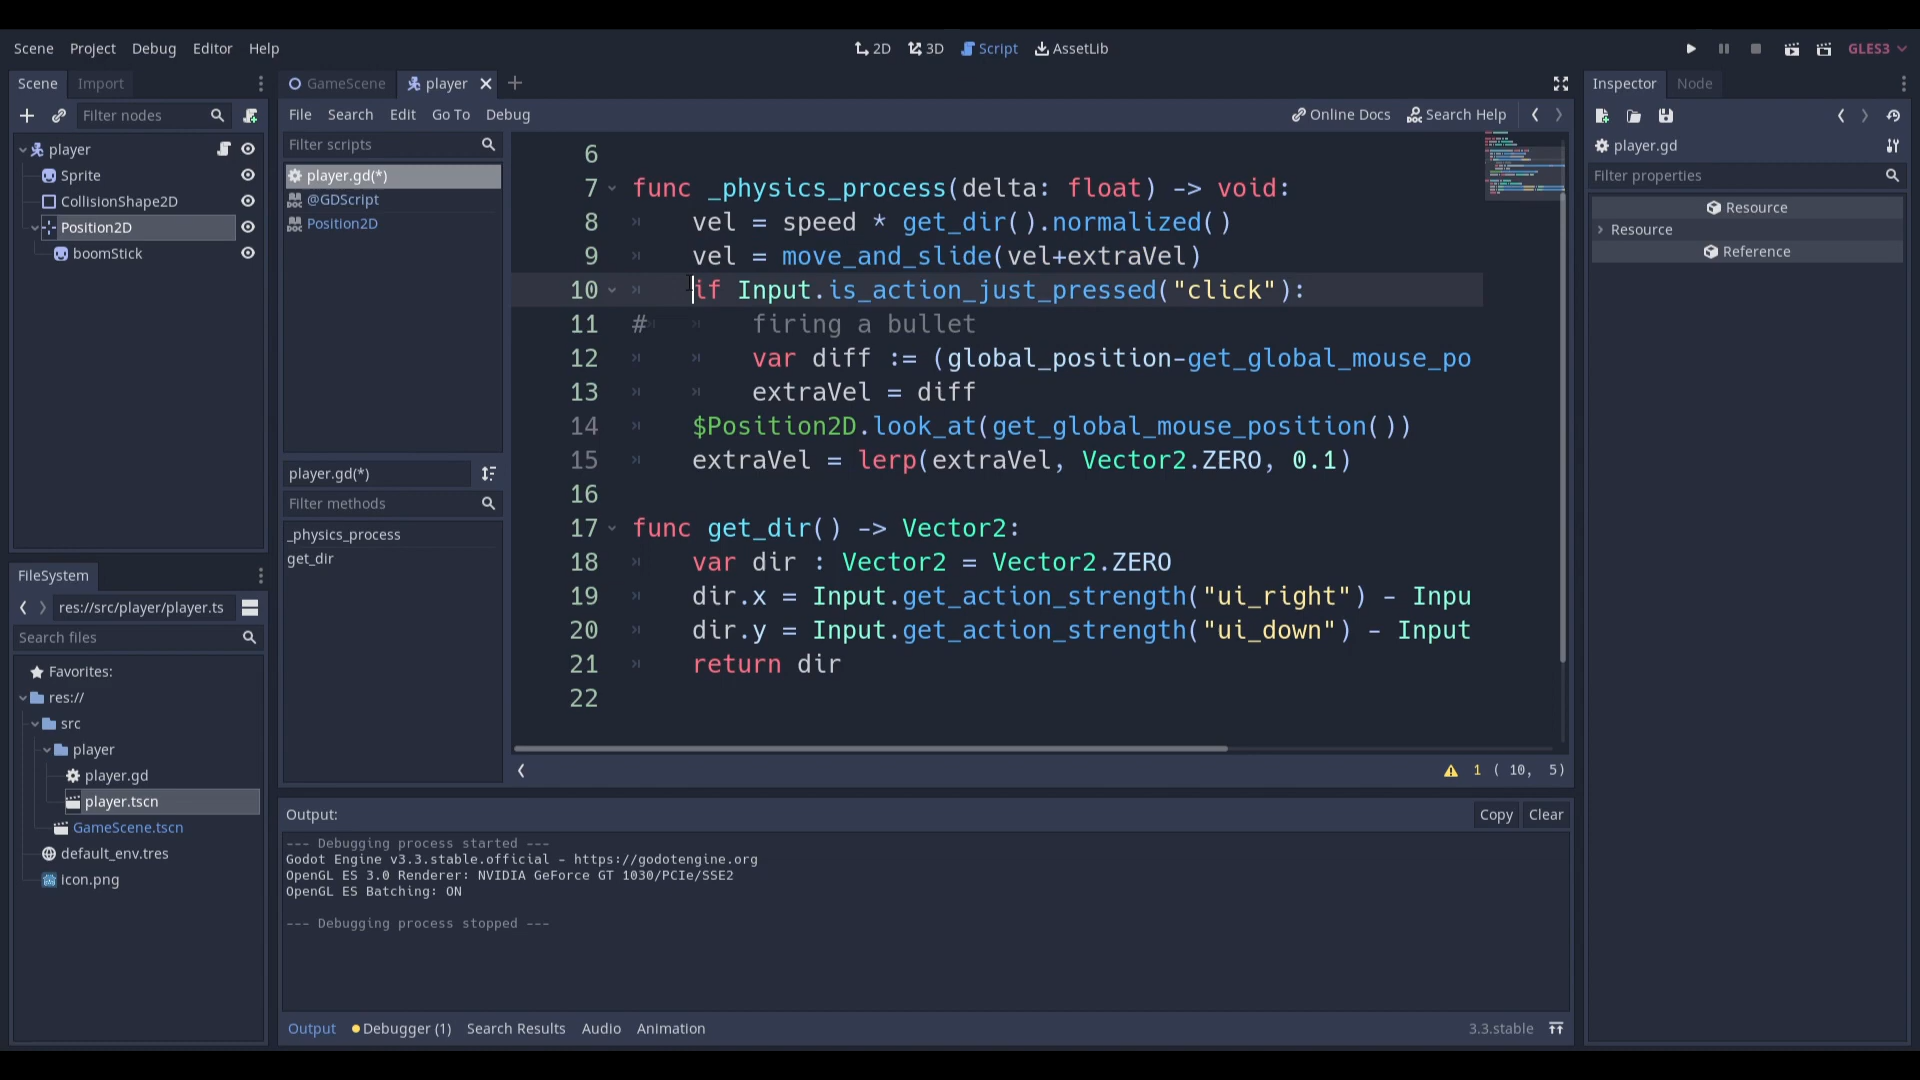 Scene Project Debug Editor Help 2D 3D Script AssetLib GLES3
Scene Import GameScene player Inspector Node
Filter nodes File Search Edit Go To Debug Online Docs Search Help
player Filter scripts player.gd
Sprite player.gd(*) Filter properties
CollisionShape2D @GDScript Resource
Position2D Position2D Resource
boomStick Reference
6
7 func _physics_process(delta: float) -> void:
8 vel = speed * get_dir().normalized()
9 vel = move_and_slide(vel+extraVel)
10 if Input.is_action_just_pressed("click"):
11 # firing a bullet
12 var diff := (global_position-get_global_mouse_po
13 extraVel = diff
14 $Position2D.look_at(get_global_mouse_position())
15 extraVel = lerp(extraVel, Vector2.ZERO, 0.1)
16
17 func get_dir() -> Vector2:
18 var dir : Vector2 = Vector2.ZERO
19 dir.x = Input.get_action_strength("ui_right") - Inpu
20 dir.y = Input.get_action_strength("ui_down") - Input
21 return dir
22
player.gd(*)
Filter methods
_physics_process
get_dir
1 ( 10, 5)
FileSystem
res://src/player/player.ts
Search files
Favorites:
res://
src
player
player.gd
player.tscn
GameScene.tscn
default_env.tres
icon.png
Output: Copy Clear
--- Debugging process started ---
Godot Engine v3.3.stable.official - https://godotengine.org
OpenGL ES 3.0 Renderer: NVIDIA GeForce GT 1030/PCIe/SSE2
OpenGL ES Batching: ON
--- Debugging process stopped ---
Output Debugger (1) Search Results Audio Animation 3.3.stable